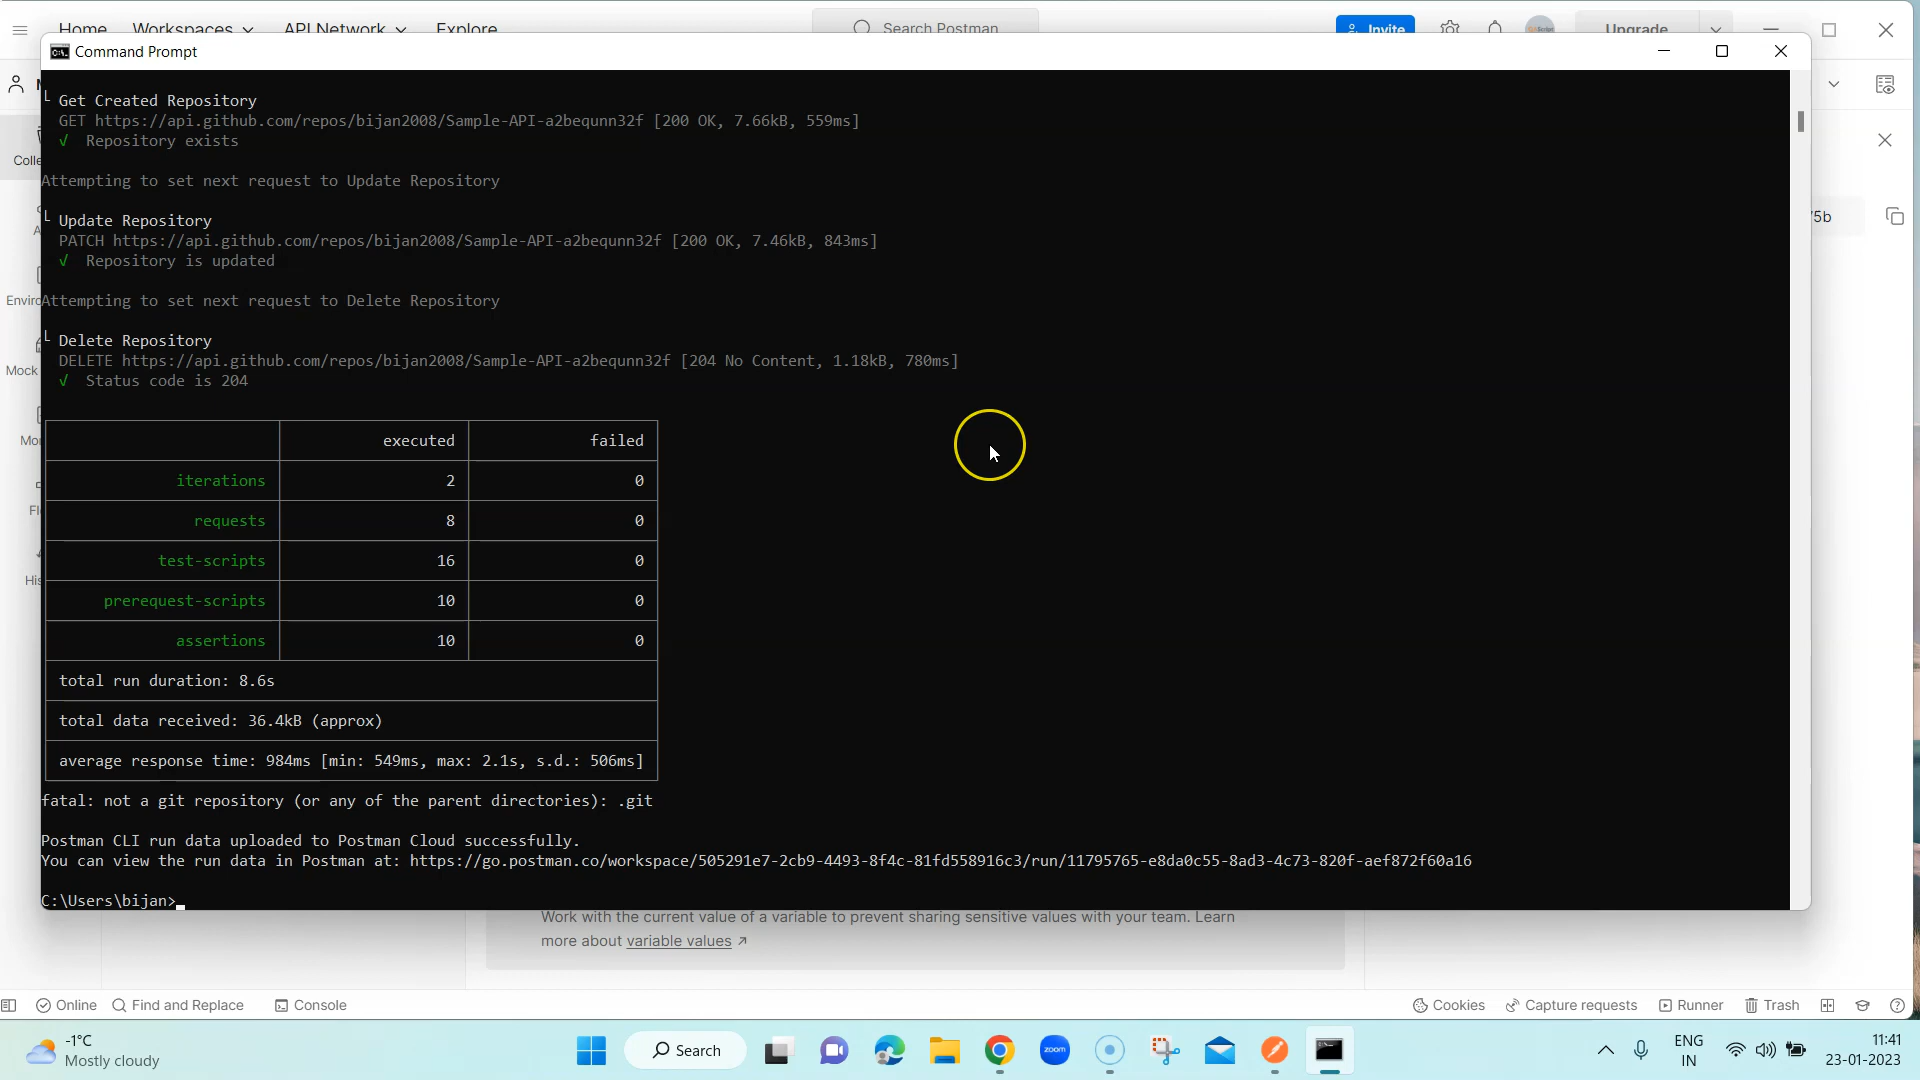 Home Workspaces API Network Explore Search Postman Invite Upgrade
Command Prompt
└ Get Created Repository
GET https://api.github.com/repos/bijan2008/Sample-API-a2bequnn32f [200 OK, 7.66kB, 559ms]
√ Repository exists
Colle
Attempting to set next request to Update Repository
└ Update Repository
5b
PATCH https://api.github.com/repos/bijan2008/Sample-API-a2bequnn32f [200 OK, 7.46kB, 843ms]
√ Repository is updated
Enviro
Attempting to set next request to Delete Repository
└ Delete Repository
DELETE https://api.github.com/repos/bijan2008/Sample-API-a2bequnn32f [204 No Content, 1.18kB, 780ms]
Mock
√ Status code is 204
executed failed
Mon
iterations 2 0
Fl
requests 8 0
test-scripts 16 0
His
prerequest-scripts 10 0
assertions 10 0
total run duration: 8.6s
total data received: 36.4kB (approx)
average response time: 984ms [min: 549ms, max: 2.1s, s.d.: 506ms]
fatal: not a git repository (or any of the parent directories): .git
Postman CLI run data uploaded to Postman Cloud successfully.
You can view the run data in Postman at: https://go.postman.co/workspace/505291e7-2cb9-4493-8f4c-81fd558916c3/run/11795765-e8da0c55-8ad3-4c73-820f-aef872f60a16
C:\Users\bijan>
Work with the current value of a variable to prevent sharing sensitive values with your team. Learn
more about variable values ↗
Online Find and Replace Console Cookies Capture requests Runner Trash
-1°C
Mostly cloudy
Search
zoom
ENG
IN
11:41
23-01-2023